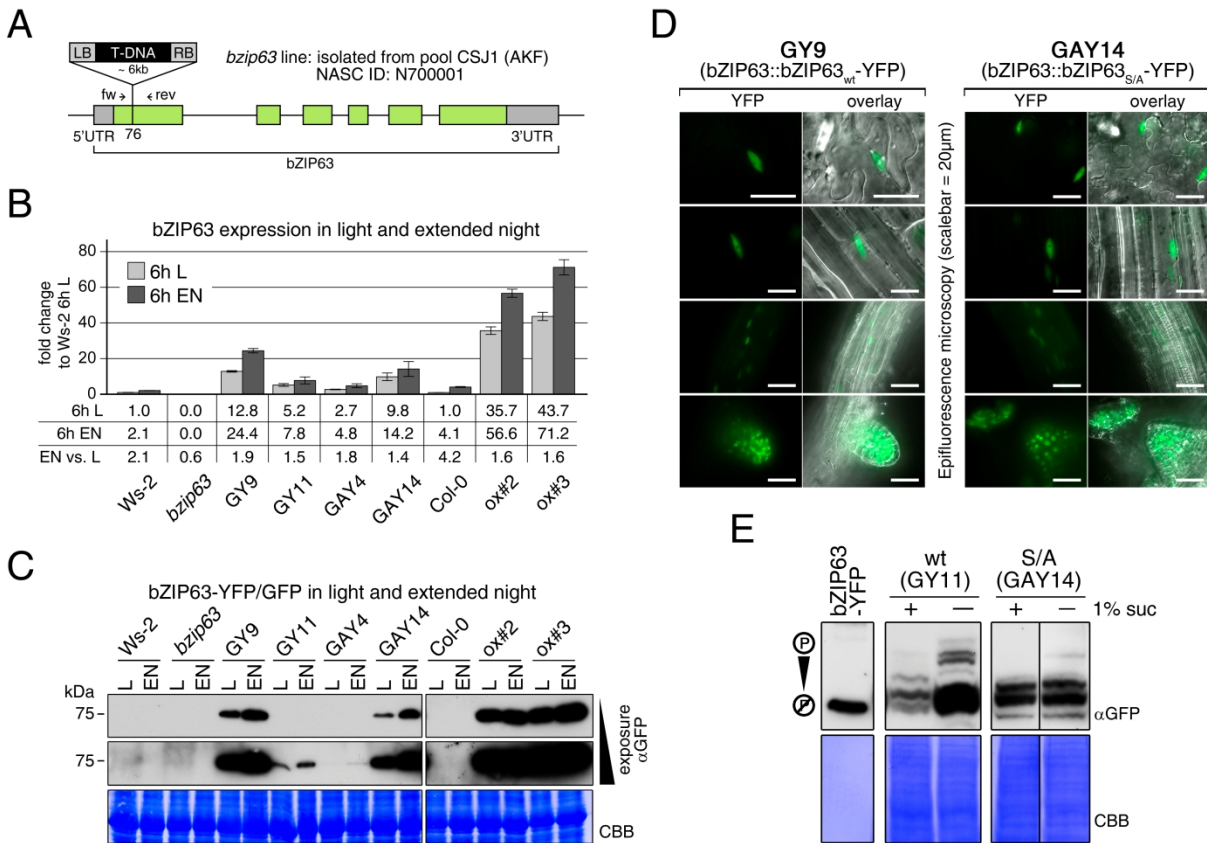 A
LB T-DNA RB
~ 6kb
fw rev
76
5'UTR 3'UTR
bZIP63
bzip63 line: isolated from pool CSJ1 (AKF)
NASC ID: N700001
B
bZIP63 expression in light and extended night
fold change
to Ws-2 6h L
80
60
40
20
0
6h L
6h EN
6h L 1.0 0.0 12.8 5.2 2.7 9.8 1.0 35.7 43.7
6h EN 2.1 0.0 24.4 7.8 4.8 14.2 4.1 56.6 71.2
EN vs. L 2.1 0.6 1.9 1.5 1.8 1.4 4.2 1.6 1.6
Ws-2 bzip63 GY9 GY11 GAY4 GAY14 Col-0 ox#2 ox#3
C
bZIP63-YFP/GFP in light and extended night
Ws-2 bzip63 GY9 GY11 GAY4 GAY14 Col-0 ox#2 ox#3
L EN L EN L EN L EN L EN L EN L EN L EN L EN
kDa
75
75
exposure
αGFP
CBB
D
GY9
(bZIP63::bZIP63wt-YFP)
YFP overlay
GAY14
(bZIP63::bZIP63S/A-YFP)
YFP overlay
Epifluorescence microscopy (scalebar = 20μm)
E
bZIP63
-YFP
wt
(GY11)
S/A
(GAY14)
+ — + — 1% suc
P
P
αGFP
CBB